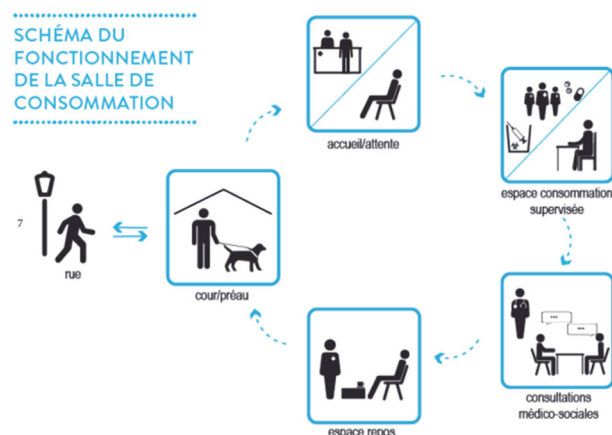 SCHÉMA DU
FONCTIONNEMENT
DE LA SALLE DE
CONSOMMATION
accueil/attente
espace consommation
supervisée
7
rue
cour/préau
consultations
médico-sociales
espace repos